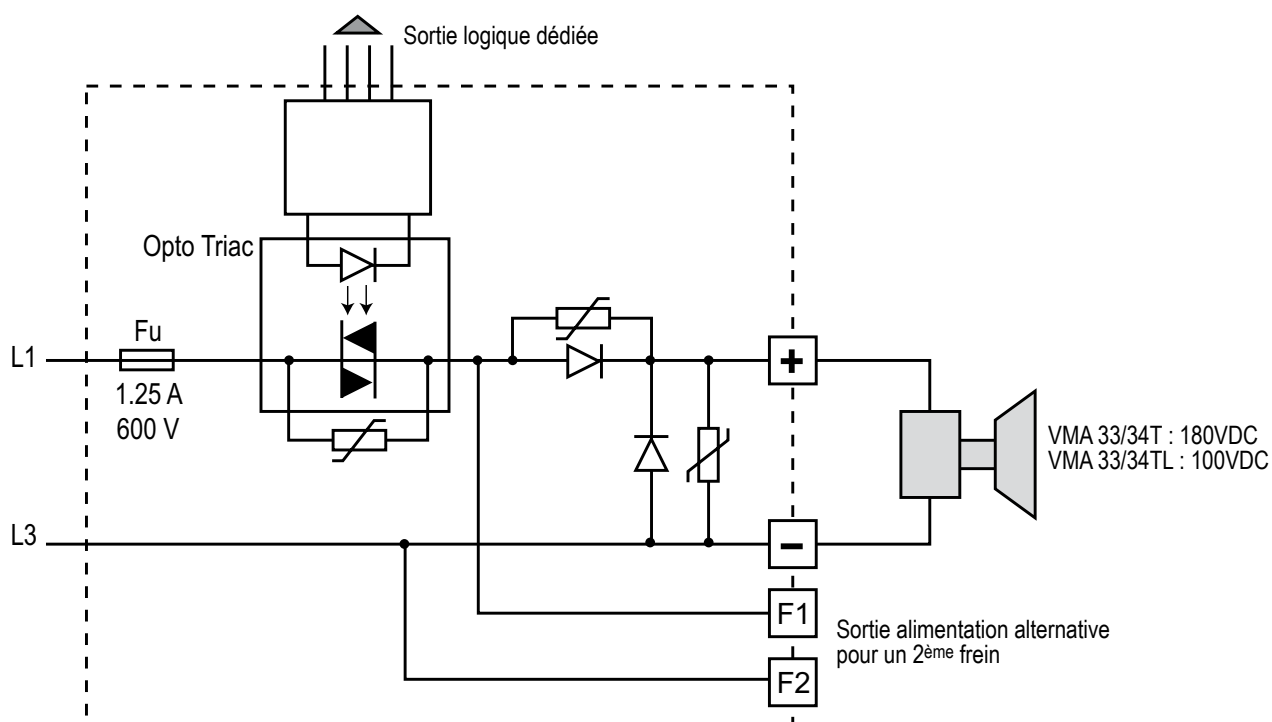 Sortie logique dédiée
Opto Triac
Fu
L1
1.25 A
600 V
+
VMA 33/34T : 180VDC
VMA 33/34TL : 100VDC
L3
–
F1
Sortie alimentation alternative
pour un 2ème frein
F2